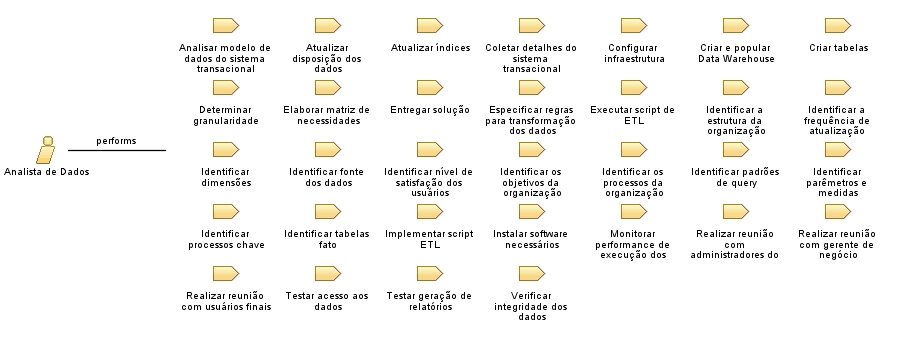 Analisar modelo de
dados do sistema
transacional
Atualizar
disposição dos
dados
Atualizar índices
Coletar detalhes do
sistema
transacional
Configurar
infraestrutura
Criar e popular
Data Warehouse
Criar tabelas
Determinar
granularidade
Elaborar matriz de
necessidades
Entregar solução
Especificar regras
para transformação
dos dados
Executar script de
ETL
Identificar a
estrutura da
organização
Identificar a
frequência de
atualização
performs
Analista de Dados
Identificar
dimensões
Identificar fonte
dos dados
Identificar nível de
satisfação dos
usuários
Identificar os
objetivos da
organização
Identificar os
processos da
organização
Identificar padrões
de query
Identificar
parêmetros e
medidas
Identificar
processos chave
Identificar tabelas
fato
Implementar script
ETL
Instalar software
necessários
Monitorar
performance de
execução dos
Realizar reunião
com
administradores do
Realizar reunião
com gerente de
negócio
Realizar reunião
com usuários finais
Testar acesso aos
dados
Testar geração de
relatórios
Verificar
integridade dos
dados